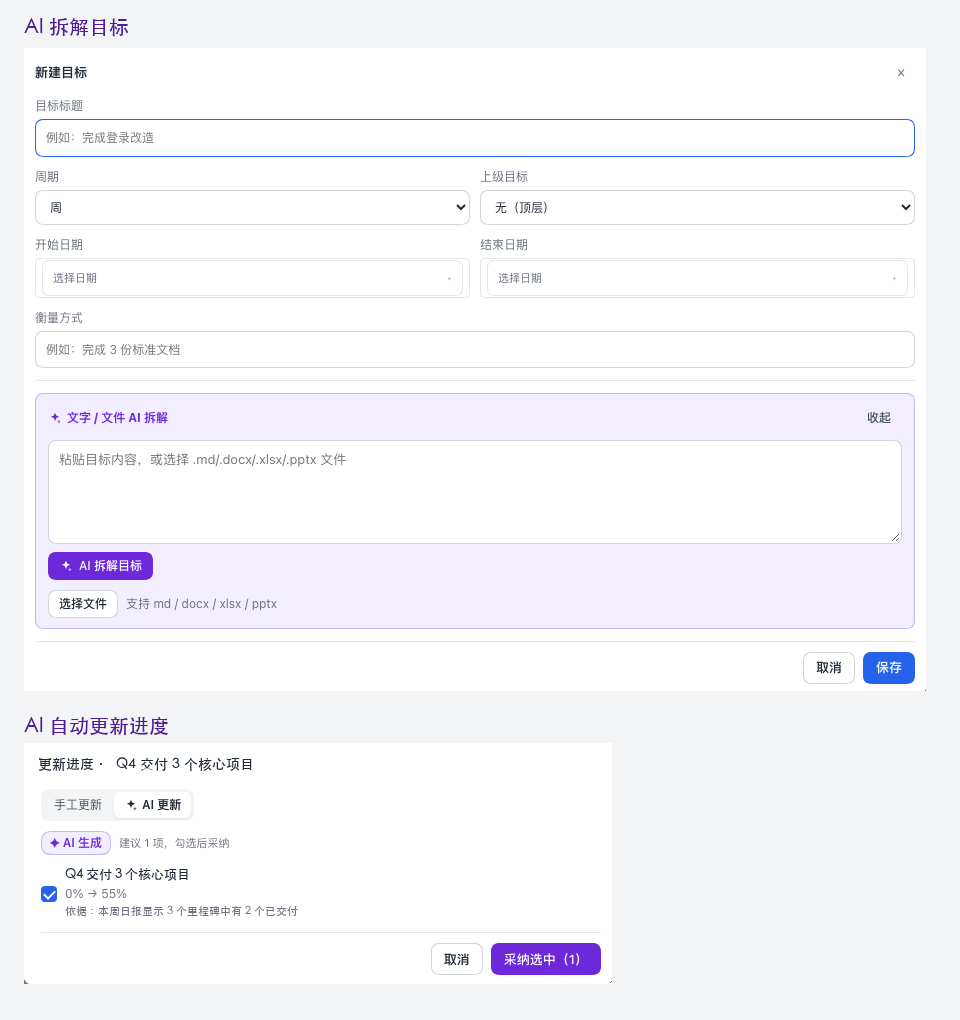 AI 拆解目标
新建目标 ×
目标标题
例如：完成登录改造
周期 上级目标
周 无（顶层）
开始日期 结束日期
选择日期 选择日期
衡量方式
例如：完成 3 份标准文档
文字 / 文件 AI 拆解 收起
粘贴目标内容，或选择 .md/.docx/.xlsx/.pptx 文件
AI 拆解目标
选择文件 支持 md / docx / xlsx / pptx
取消 保存
AI 自动更新进度
更新进度 · Q4 交付 3 个核心项目
手工更新 AI 更新
AI 生成 建议 1 项，勾选后采纳
Q4 交付 3 个核心项目
0% → 55%
依据：本周日报显示 3 个里程碑中有 2 个已交付
取消 采纳选中（1）